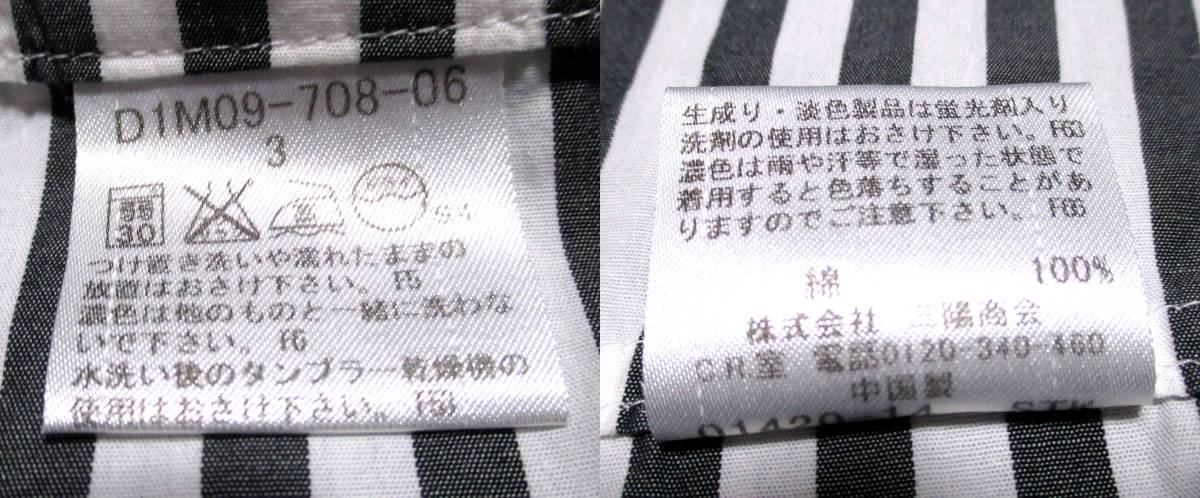 D1M09-708-06
3
30
S4
つけ置き洗いや濡れたままの
放置はおさけ下さい。F5
濃色は他のものと一緒に洗わな
いで下さい。F6
水洗い後のタンブラー乾燥機の
使用はおさけ下さい。
生成り・淡色製品は蛍光剤入り
洗剤の使用はおさけ下さい。F63
濃色は雨や汗等で湿った状態で
着用すると色落ちすることがあ
りますのでご注意下さい。F66
綿 100%
株式会社 三陽商会
CR室 電話0120-340-460
中国製